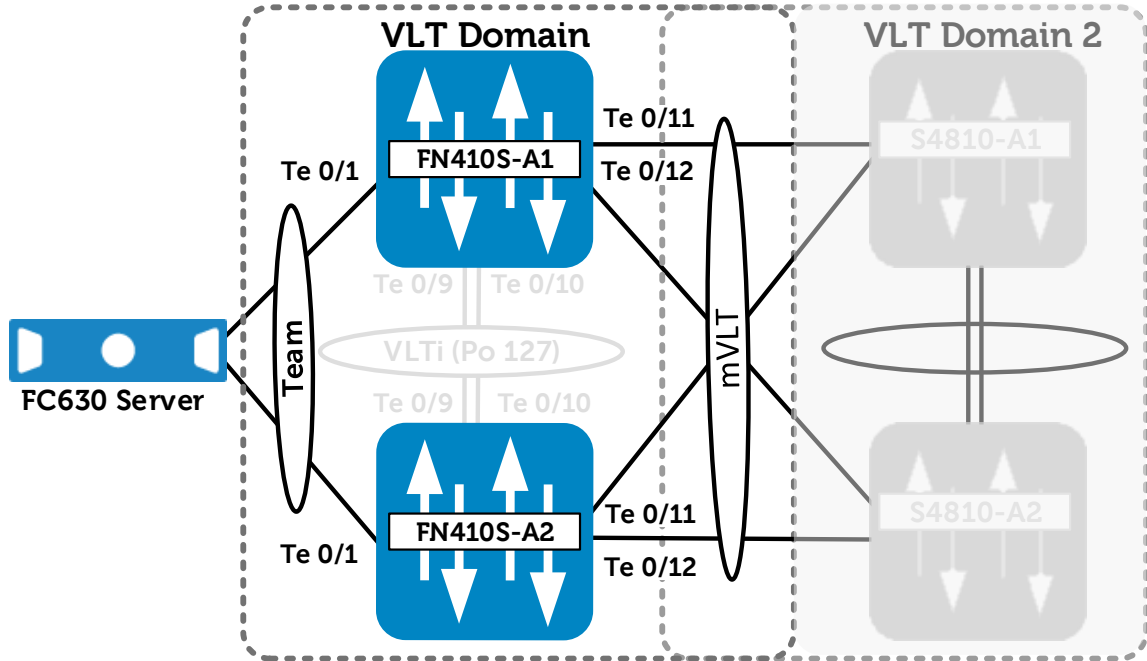 VLT Domain
VLT Domain 2
Te 0/11
S4810-A1
FN410S-A1
Te 0/1
Te 0/12
Te 0/9
Te 0/10
VLTi (Po 127)
Team
mVLT
FC630 Server
Te 0/9
Te 0/10
Te 0/11
S4810-A2
FN410S-A2
Te 0/1
Te 0/12